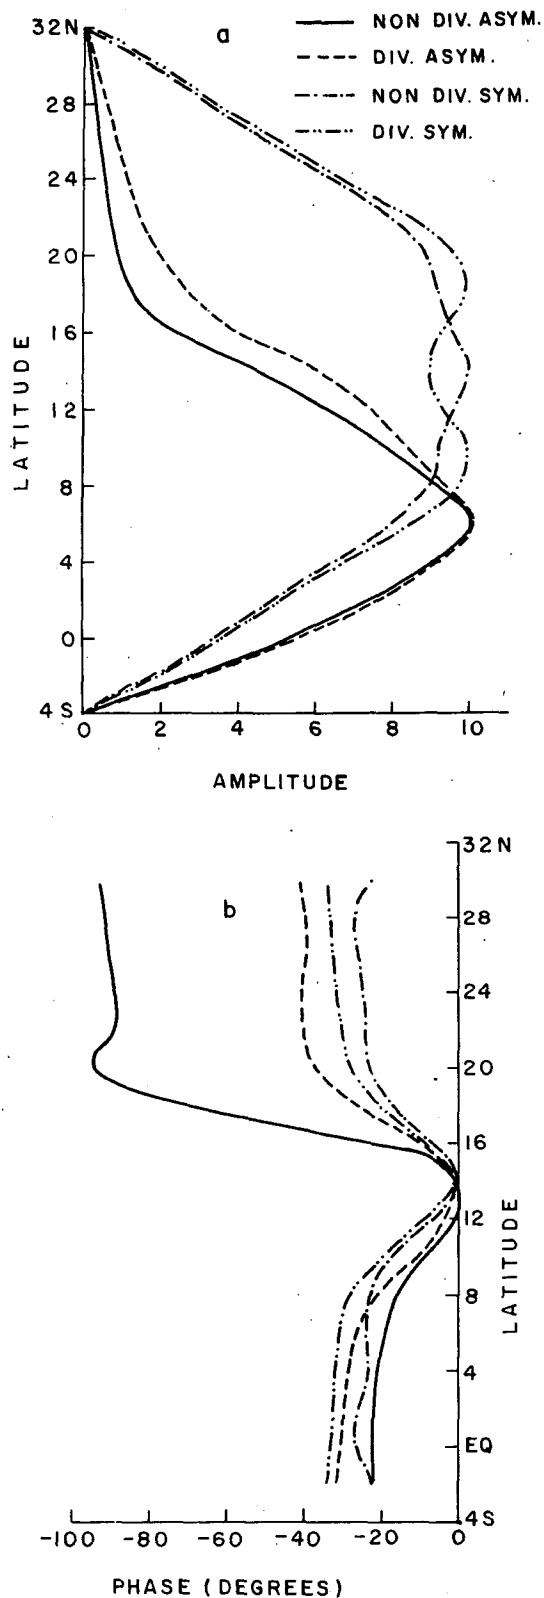 a
NON DIV. ASYM.
DIV. ASYM.
NON DIV. SYM.
DIV. SYM.
32N
28
24
20
16
12
8
4
0
4S
LATITUDE
0 2 4 6 8 10
AMPLITUDE
b
32N
28
24
20
16
12
8
4
EQ
4S
LATITUDE
-100 -80 -60 -40 -20 0
PHASE (DEGREES)